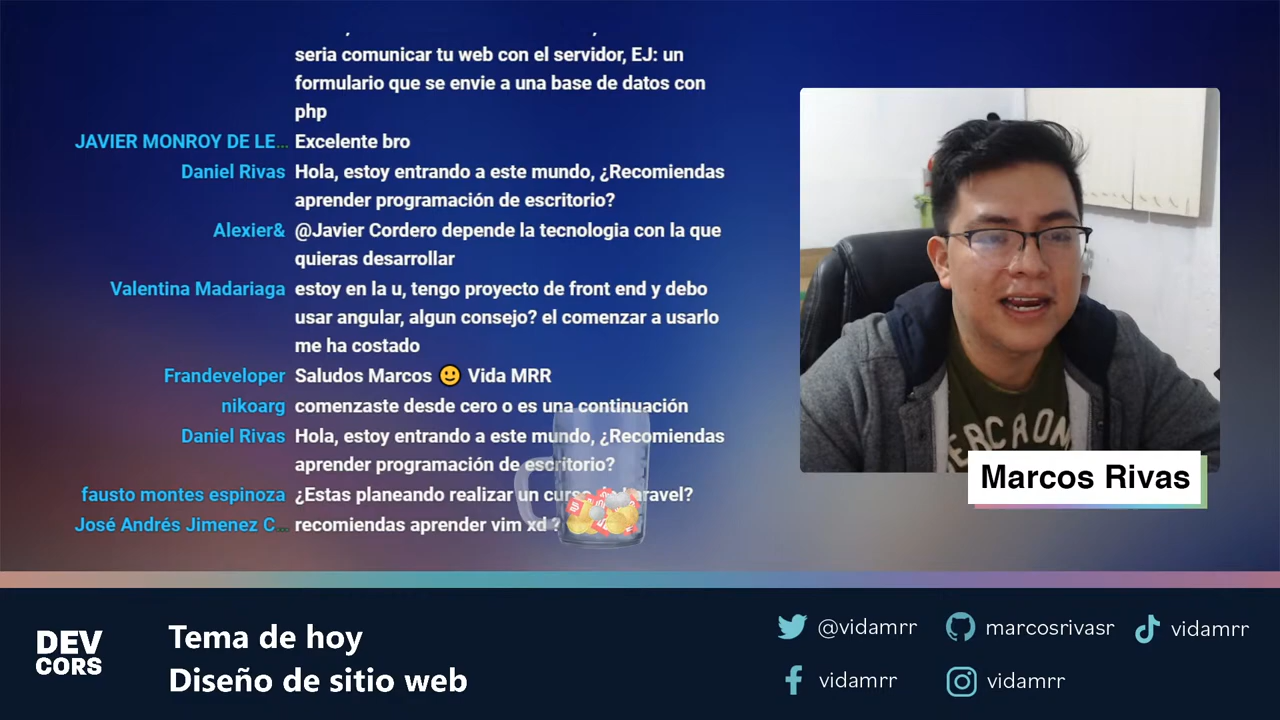 seria comunicar tu web con el servidor, EJ: un
formulario que se envie a una base de datos con
php
JAVIER MONROY DE LE... Excelente bro
Daniel Rivas Hola, estoy entrando a este mundo, ¿Recomiendas
aprender programación de escritorio?
Alexier& @Javier Cordero depende la tecnologia con la que
quieras desarrollar
Valentina Madariaga estoy en la u, tengo proyecto de front end y debo
usar angular, algun consejo? el comenzar a usarlo
me ha costado
Frandeveloper Saludos Marcos 🙂 Vida MRR
nikoarg comenzaste desde cero o es una continuación
Daniel Rivas Hola, estoy entrando a este mundo, ¿Recomiendas
aprender programación de escritorio?
fausto montes espinoza ¿Estas planeando realizar un curso de Laravel?
José Andrés Jimenez C... recomiendas aprender vim xd ?
ERCROM
Marcos Rivas
DEV
CORS
Tema de hoy
Diseño de sitio web
@vidamrr marcosrivasr vidamrr
vidamrr vidamrr